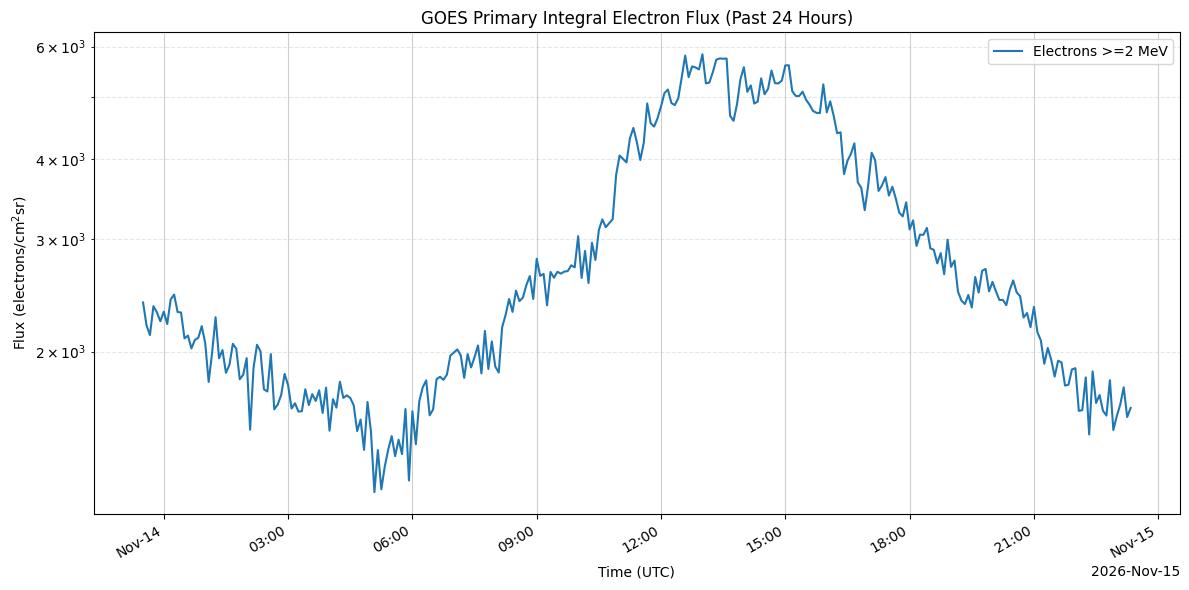 GOES Primary Integral Electron Flux (Past 24 Hours)
Electrons >=2 MeV
6 × 10³
4 × 10³
3 × 10³
2 × 10³
Flux (electrons/cm²sr)
Nov-14
03:00
06:00
09:00
12:00
15:00
18:00
21:00
Nov-15
Time (UTC)
2026-Nov-15